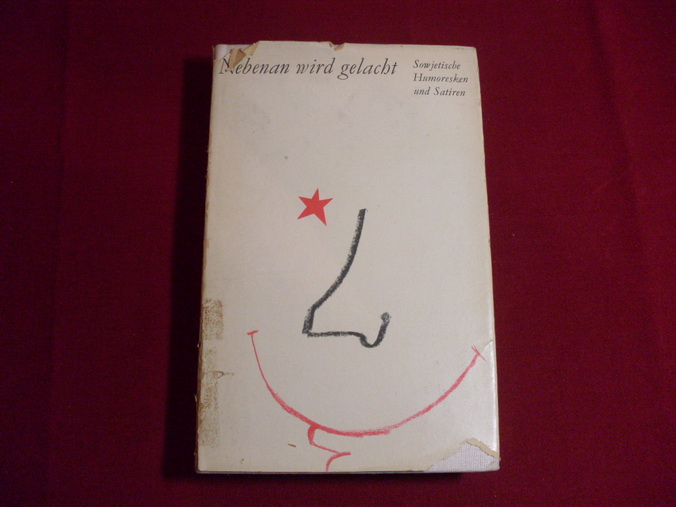 Nebenan wird gelacht
Sowjetische
Humoresken
und Satiren